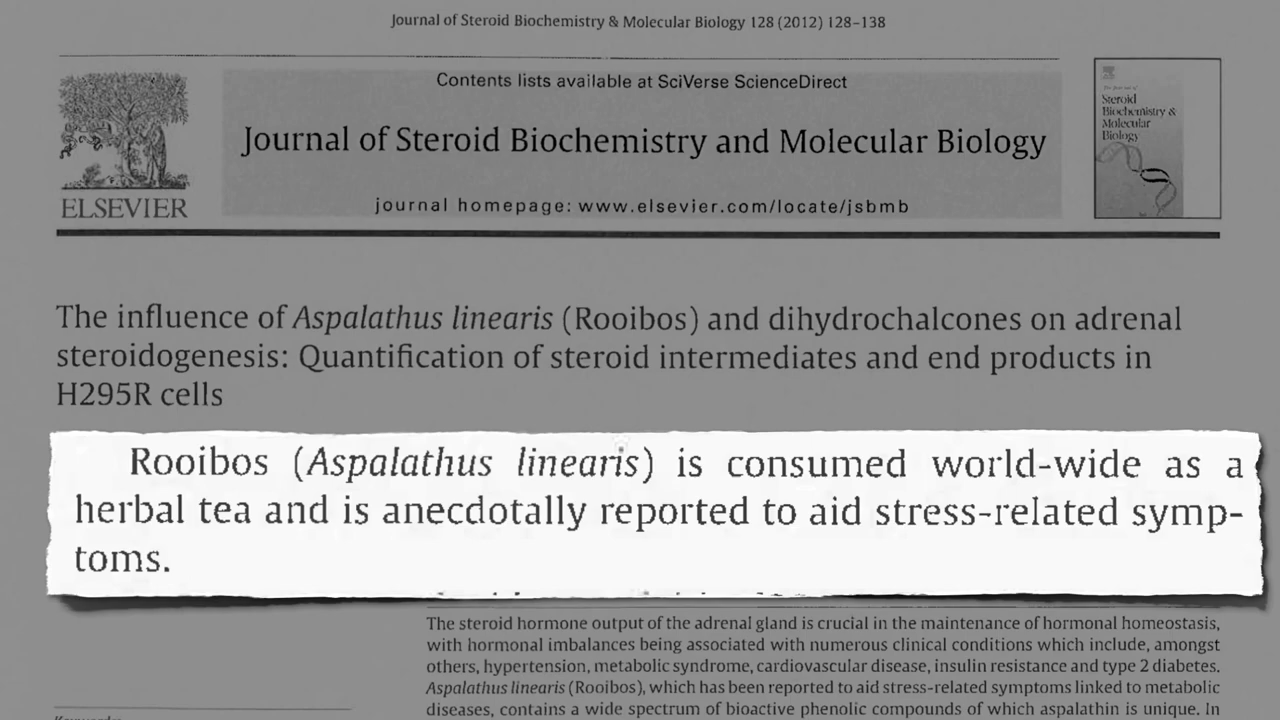 Journal of Steroid Biochemistry & Molecular Biology 128 (2012) 128–138
Contents lists available at SciVerse ScienceDirect
Journal of Steroid Biochemistry and Molecular Biology
journal homepage: www.elsevier.com/locate/jsbmb
ELSEVIER
Steroid
Biochemistry &
Molecular
Biology
The influence of Aspalathus linearis (Rooibos) and dihydrochalcones on adrenal
steroidogenesis: Quantification of steroid intermediates and end products in
H295R cells
Rooibos (Aspalathus linearis) is consumed world-wide as a
herbal tea and is anecdotally reported to aid stress-related symp-
toms.
The steroid hormone output of the adrenal gland is crucial in the maintenance of hormonal homeostasis,
with hormonal imbalances being associated with numerous clinical conditions which include, amongst
others, hypertension, metabolic syndrome, cardiovascular disease, insulin resistance and type 2 diabetes.
Aspalathus linearis (Rooibos), which has been reported to aid stress-related symptoms linked to metabolic
diseases, contains a wide spectrum of bioactive phenolic compounds of which aspalathin is unique. In